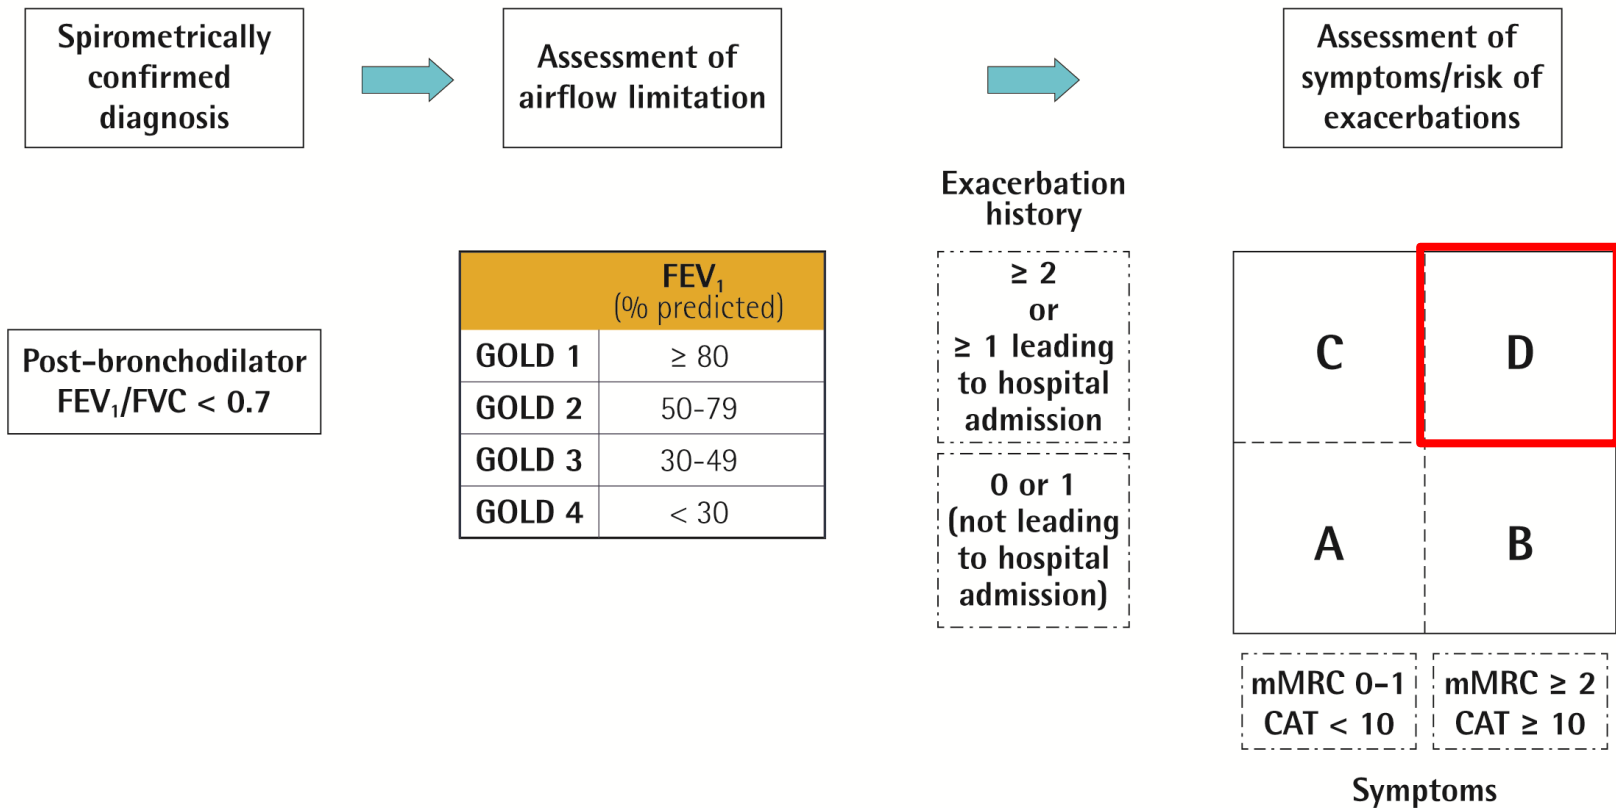 Spirometrically
confirmed
diagnosis
Assessment of
airflow limitation
Assessment of
symptoms/risk of
exacerbations
Post-bronchodilator
FEV₁/FVC < 0.7
FEV₁
(% predicted)
GOLD 1 ≥ 80
GOLD 2 50-79
GOLD 3 30-49
GOLD 4 < 30
Exacerbation
history
≥ 2
or
≥ 1 leading
to hospital
admission
0 or 1
(not leading
to hospital
admission)
C D
A B
mMRC 0-1
CAT < 10
mMRC ≥ 2
CAT ≥ 10
Symptoms